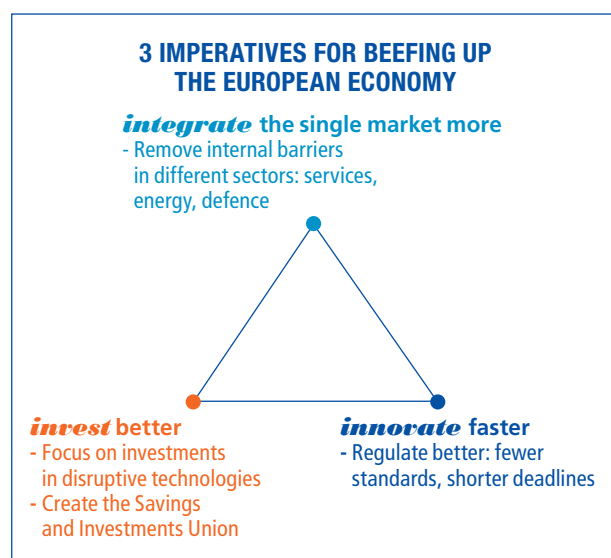 3 IMPERATIVES FOR BEEFING UP
THE EUROPEAN ECONOMY
integrate the single market more
- Remove internal barriers
in different sectors: services,
energy, defence
invest better
- Focus on investments
in disruptive technologies
- Create the Savings
and Investments Union
innovate faster
- Regulate better: fewer
standards, shorter deadlines